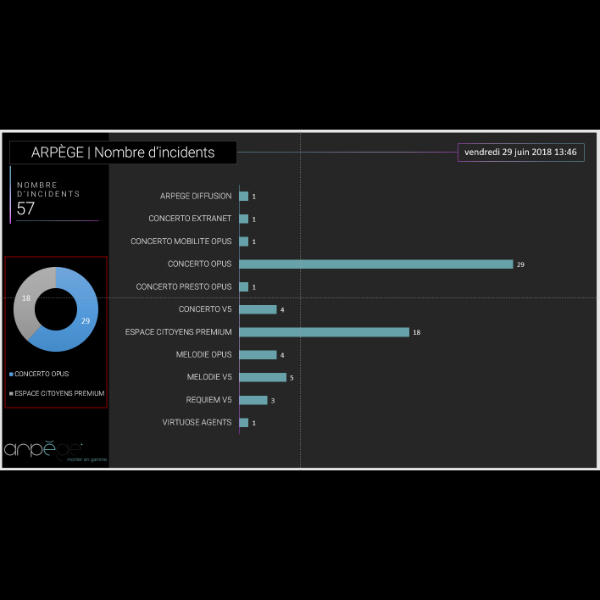 ARPÈGE | Nombre d'incidents
vendredi 29 juin 2018 13:46
NOMBRE
D'INCIDENTS
57
ARPEGE DIFFUSION 1
CONCERTO EXTRANET 1
CONCERTO MOBILITE OPUS 1
CONCERTO OPUS 29
CONCERTO PRESTO OPUS 1
CONCERTO V5 4
ESPACE CITOYENS PREMIUM 18
MELODIE OPUS 4
MELODIE V5 5
REQUIEM V5 3
VIRTUOSE AGENTS 1
18
29
CONCERTO OPUS
ESPACE CITOYENS PREMIUM
arpège
monter en gamme